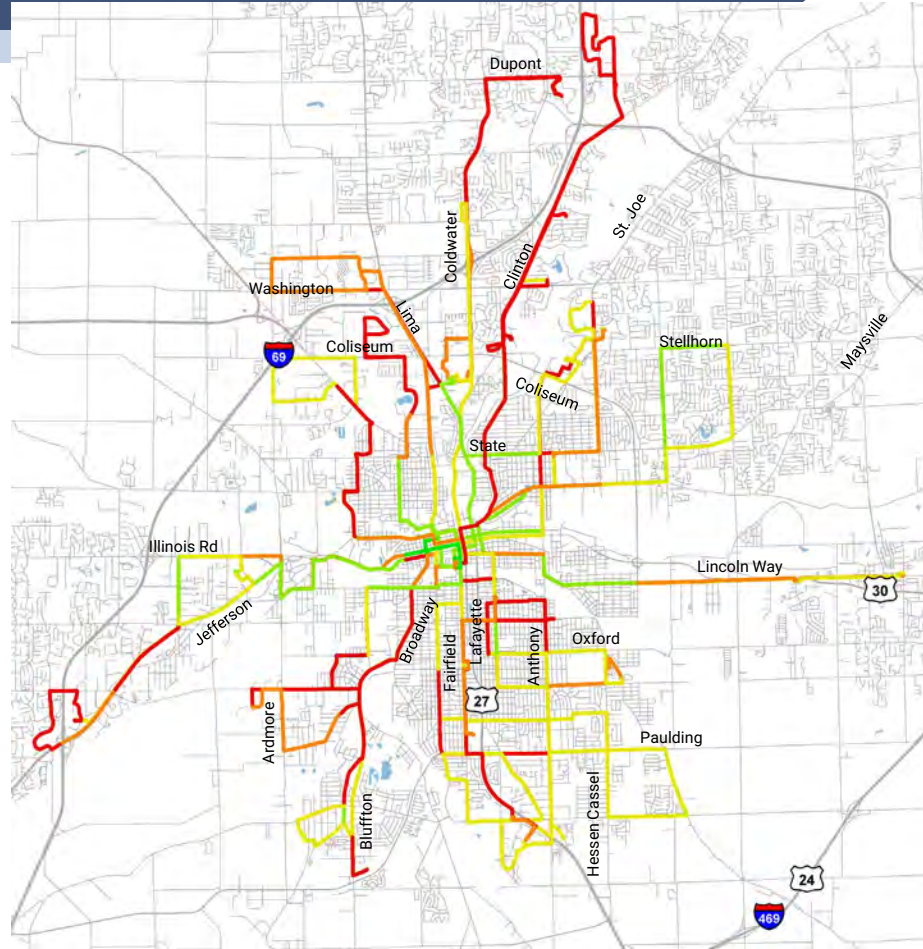 Dupont
St. Joe
Coldwater
Clinton
Washington
Lima
Maysville
Stellhorn
Coliseum
69
Coliseum
State
Illinois Rd
Lincoln Way
30
Jefferson
Broadway
Fairfield
Lafayette
Anthony
Oxford
27
Ardmore
Paulding
Hessen Cassel
Bluffton
24
469